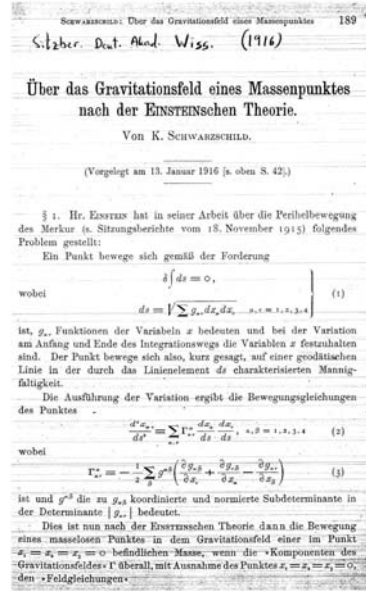 SCHWARZSCHILD: Über das Gravitationsfeld eines Massenpunktes 189
Sitzber. Deut. Akad. Wiss. (1916)
Über das Gravitationsfeld eines Massenpunktes
nach der EINSTEINschen Theorie.
Von K. SCHWARZSCHILD.
(Vorgelegt am 13. Januar 1916 [s. oben S. 42].)
§ 1. Hr. EINSTEIN hat in seiner Arbeit über die Perihelbewegung
des Merkur (s. Sitzungsberichte vom 18. November 1915) folgendes
Problem gestellt:
Ein Punkt bewege sich gemäß der Forderung
δ∫ds = 0,
wobei
ds = √Σ g_μν dx_μ dx_ν μ, ν = 1, 2, 3, 4 (1)
ist, g_μν Funktionen der Variabeln x bedeuten und bei der Variation
am Anfang und Ende des Integrationswegs die Variablen x festzuhalten
sind. Der Punkt bewege sich also, kurz gesagt, auf einer geodätischen
Linie in der durch das Linienelement ds charakterisierten Mannig-
faltigkeit.
Die Ausführung der Variation ergibt die Bewegungsgleichungen
des Punktes
d²x_α/ds² = Σ_μ,ν Γ^α_μν dx_μ/ds dx_ν/ds, α, β = 1, 2, 3, 4 (2)
wobei
Γ^α_μν = −1/2 Σ_β g^αβ (∂g_μβ/∂x_ν + ∂g_νβ/∂x_μ − ∂g_μν/∂x_β) (3)
ist und g^αβ die zu g_αβ koordinierte und normierte Subdeterminante in
der Determinante |g_μν| bedeutet.
Dies ist nun nach der EINSTEINschen Theorie dann die Bewegung
eines masselosen Punktes in dem Gravitationsfeld einer im Punkt
x₁ = x₂ = x₃ = 0 befindlichen Masse, wenn die »Komponenten des
Gravitationsfeldes« Γ überall, mit Ausnahme des Punktes x₁ = x₂ = x₃ = 0,
den »Feldgleichungen«